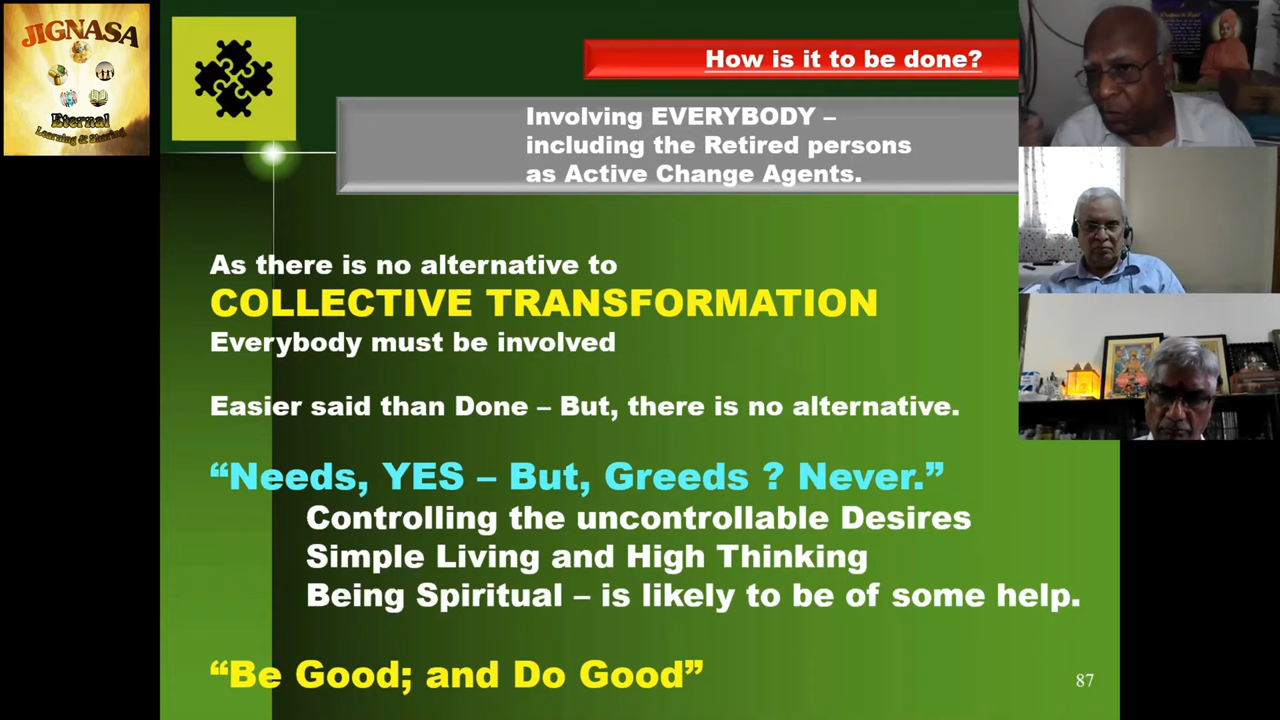 JIGNASA
Eternal
Learning & Sharing
How is it to be done?
Involving EVERYBODY –
including the Retired persons
as Active Change Agents.
As there is no alternative to
COLLECTIVE TRANSFORMATION
Everybody must be involved
Easier said than Done – But, there is no alternative.
“Needs, YES – But, Greeds ? Never.”
Controlling the uncontrollable Desires
Simple Living and High Thinking
Being Spiritual – is likely to be of some help.
“Be Good; and Do Good”
87